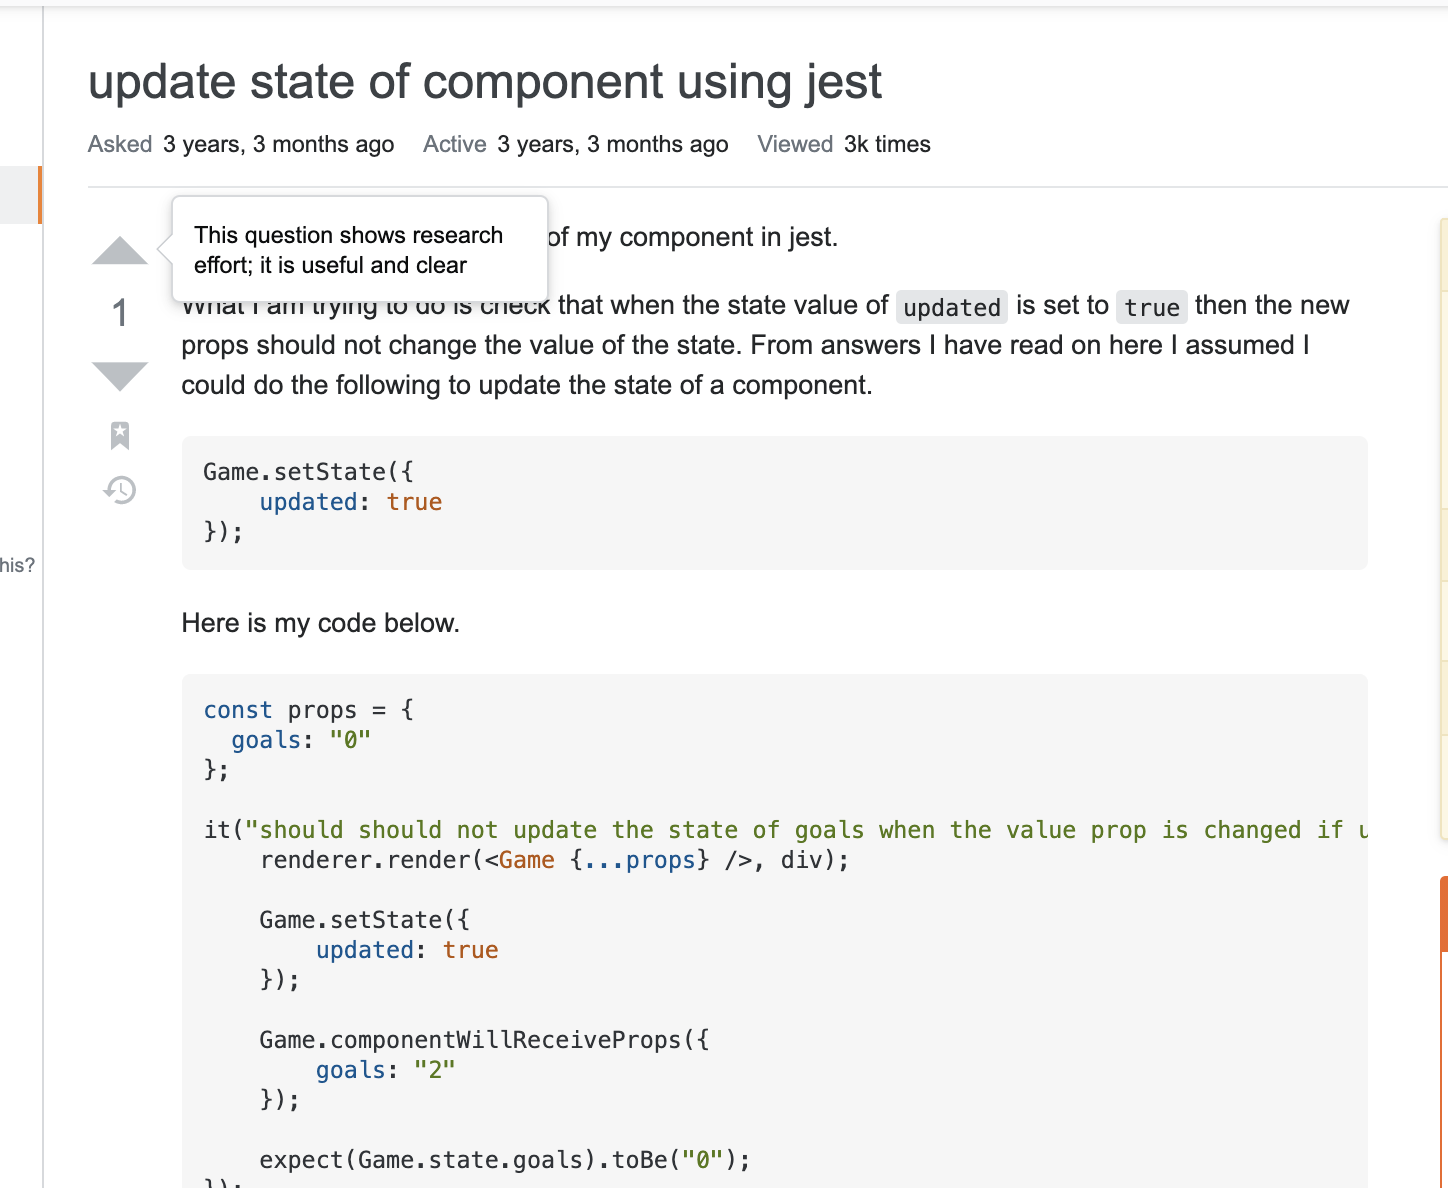 update state of component using jest
Asked 3 years, 3 months ago Active 3 years, 3 months ago Viewed 3k times
This question shows research
effort; it is useful and clear
of my component in jest.
1
What I am trying to do is check that when the state value of updated is set to true then the new
props should not change the value of the state. From answers I have read on here I assumed I
could do the following to update the state of a component.
Game.setState({
    updated: true
});
his?
Here is my code below.
const props = {
  goals: "0"
};
it("should should not update the state of goals when the value prop is changed if u
    renderer.render(<Game {...props} />, div);
    Game.setState({
        updated: true
    });
    Game.componentWillReceiveProps({
        goals: "2"
    });
    expect(Game.state.goals).toBe("0");
});